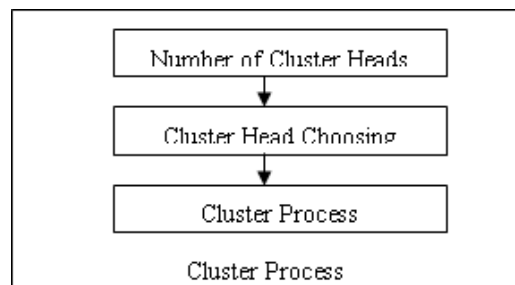 Number of Cluster Heads
Cluster Head Choosing
Cluster Process
Cluster Process